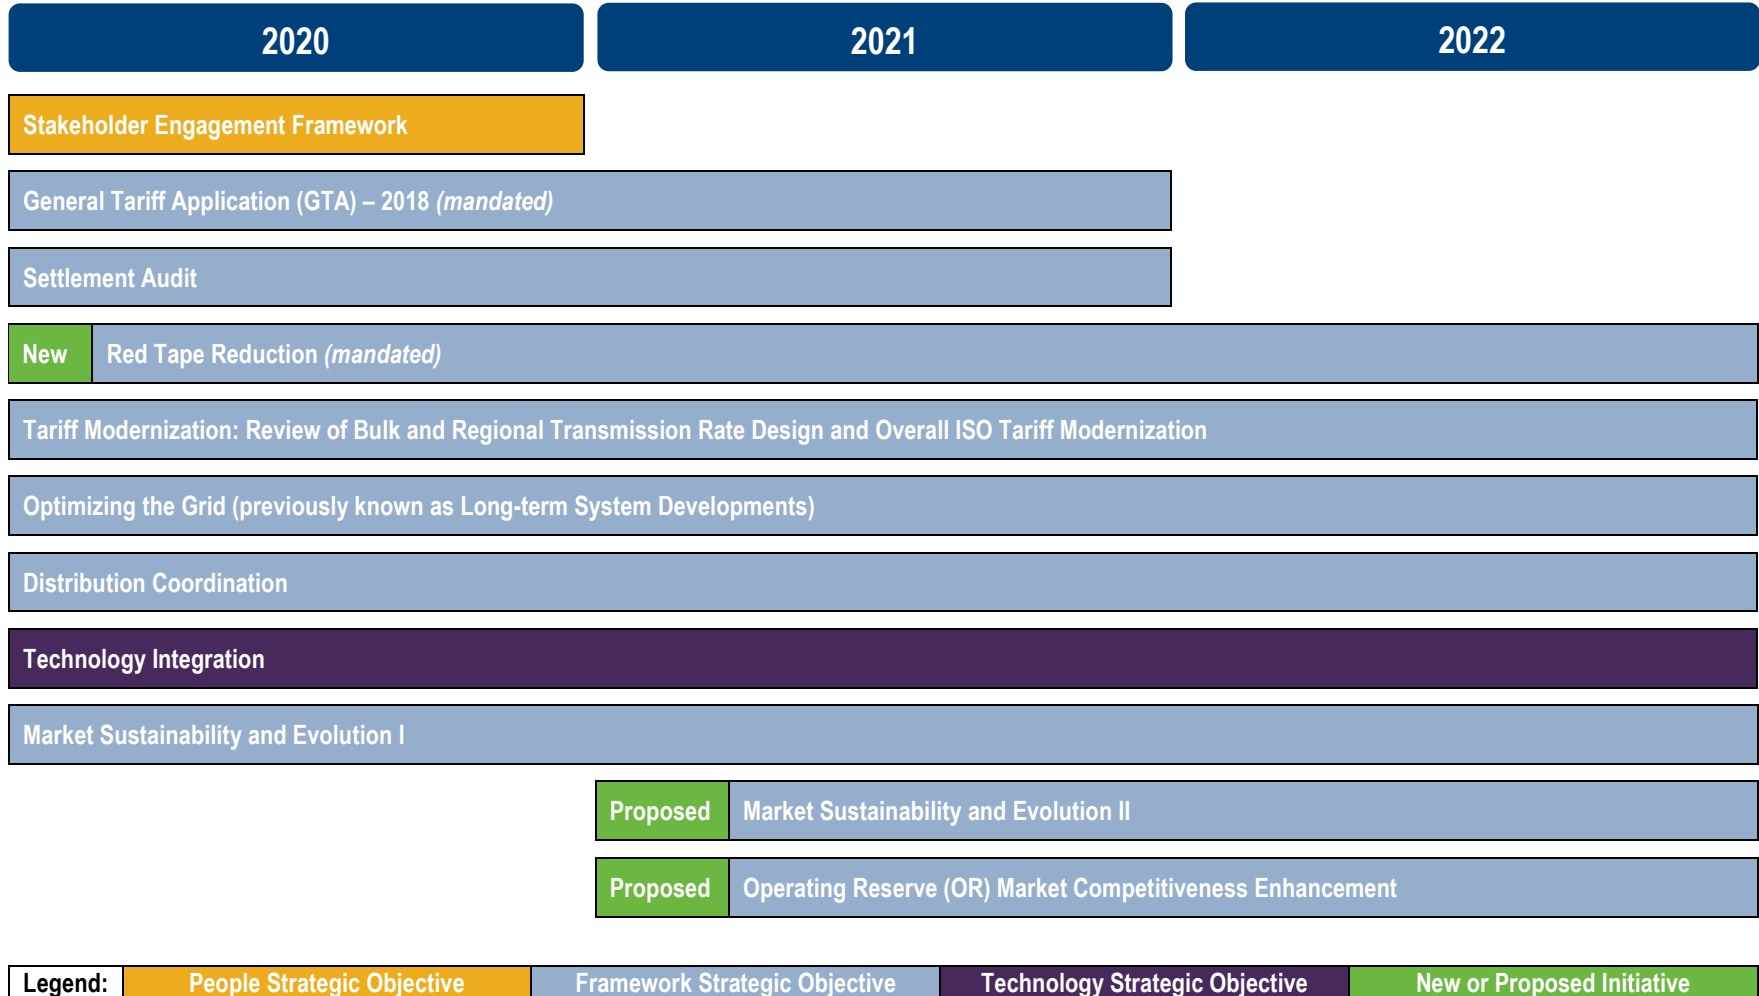 2020 2021 2022
Stakeholder Engagement Framework
General Tariff Application (GTA) – 2018 (mandated)
Settlement Audit
New Red Tape Reduction (mandated)
Tariff Modernization: Review of Bulk and Regional Transmission Rate Design and Overall ISO Tariff Modernization
Optimizing the Grid (previously known as Long-term System Developments)
Distribution Coordination
Technology Integration
Market Sustainability and Evolution I
Proposed Market Sustainability and Evolution II
Proposed Operating Reserve (OR) Market Competitiveness Enhancement
Legend: People Strategic Objective Framework Strategic Objective Technology Strategic Objective New or Proposed Initiative